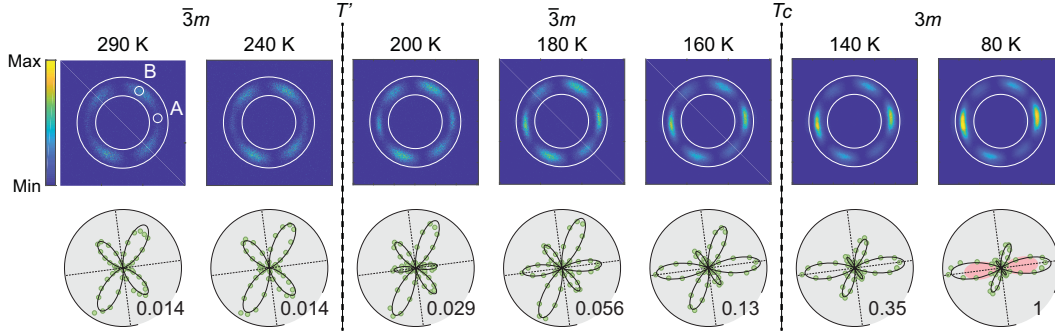 3̅m T' 3̅m Tc 3m
290 K 240 K 200 K 180 K 160 K 140 K 80 K
Max
B
A
Min
0.014 0.014 0.029 0.056 0.13 0.35 1